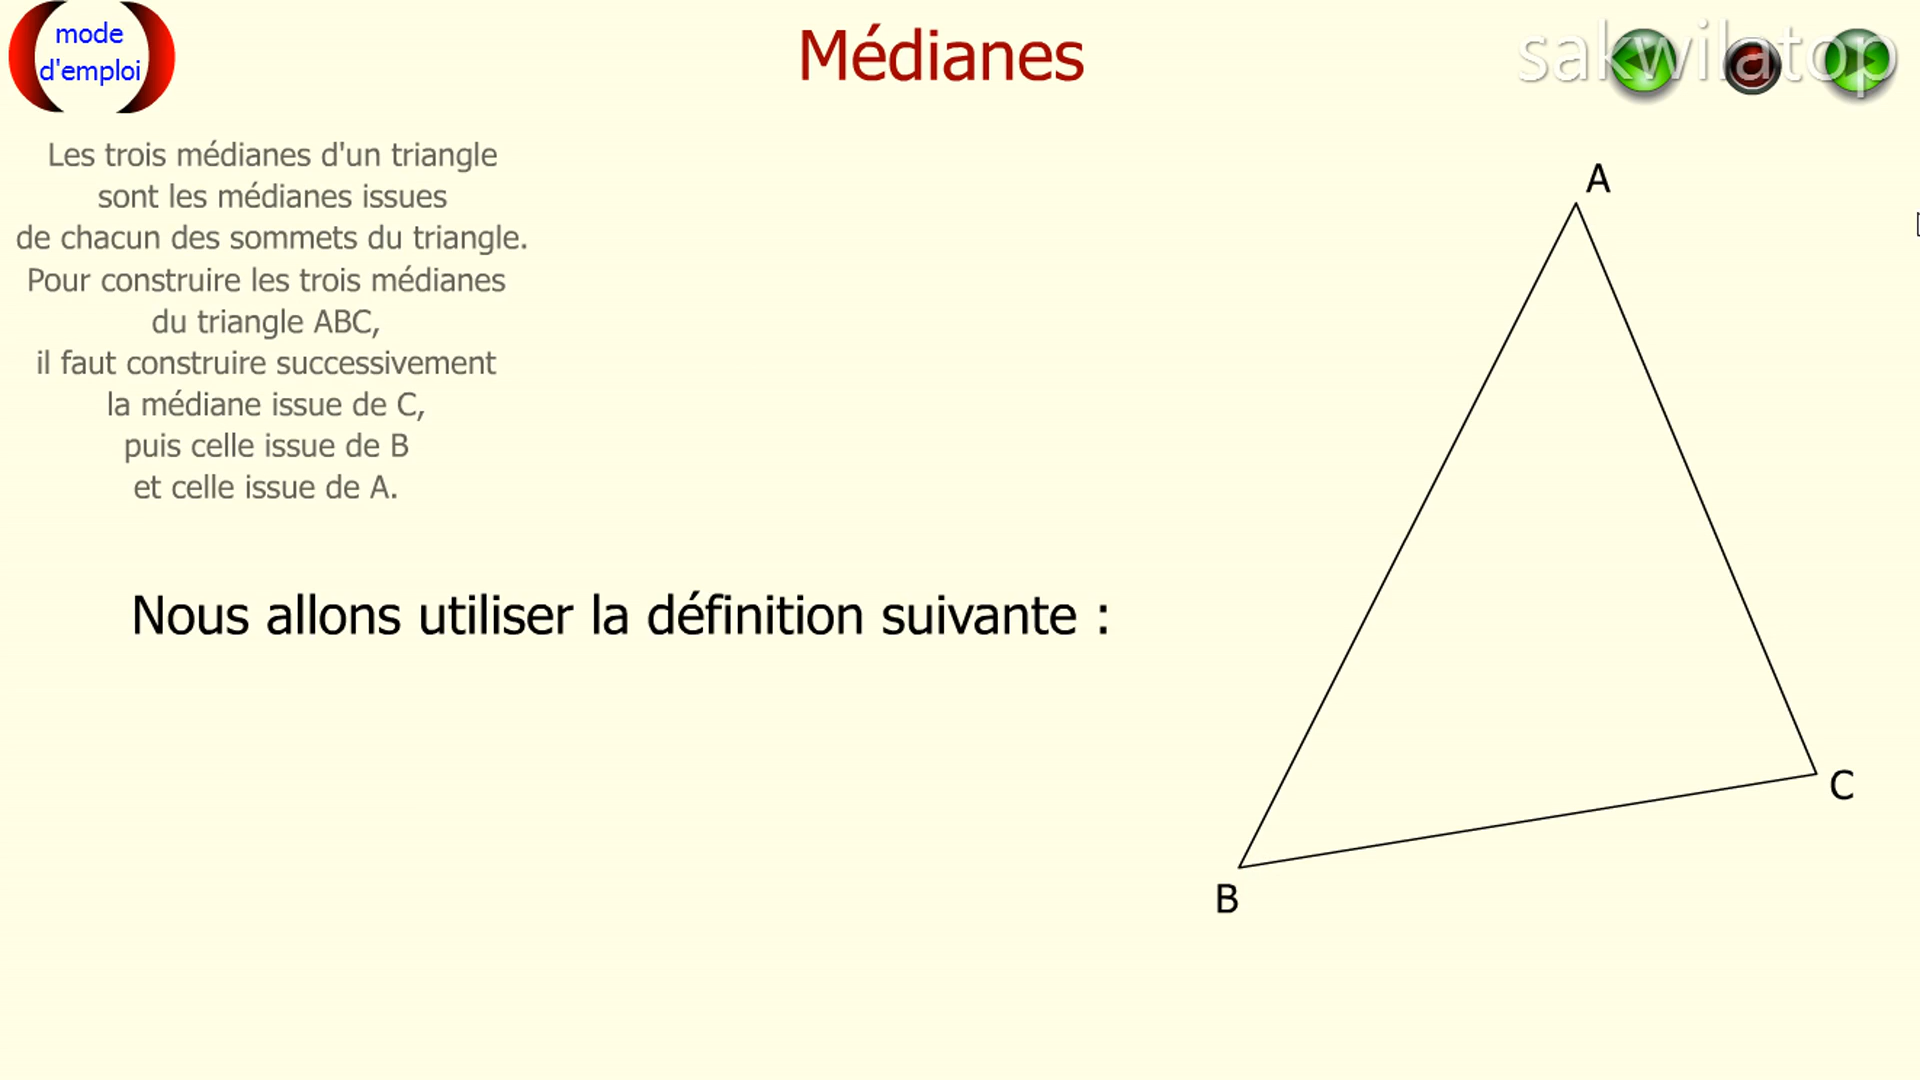 mode
d'emploi
Médianes
sakwilatop
Les trois médianes d'un triangle
sont les médianes issues
de chacun des sommets du triangle.
Pour construire les trois médianes
du triangle ABC,
il faut construire successivement
la médiane issue de C,
puis celle issue de B
et celle issue de A.
Nous allons utiliser la définition suivante :
A
C
B